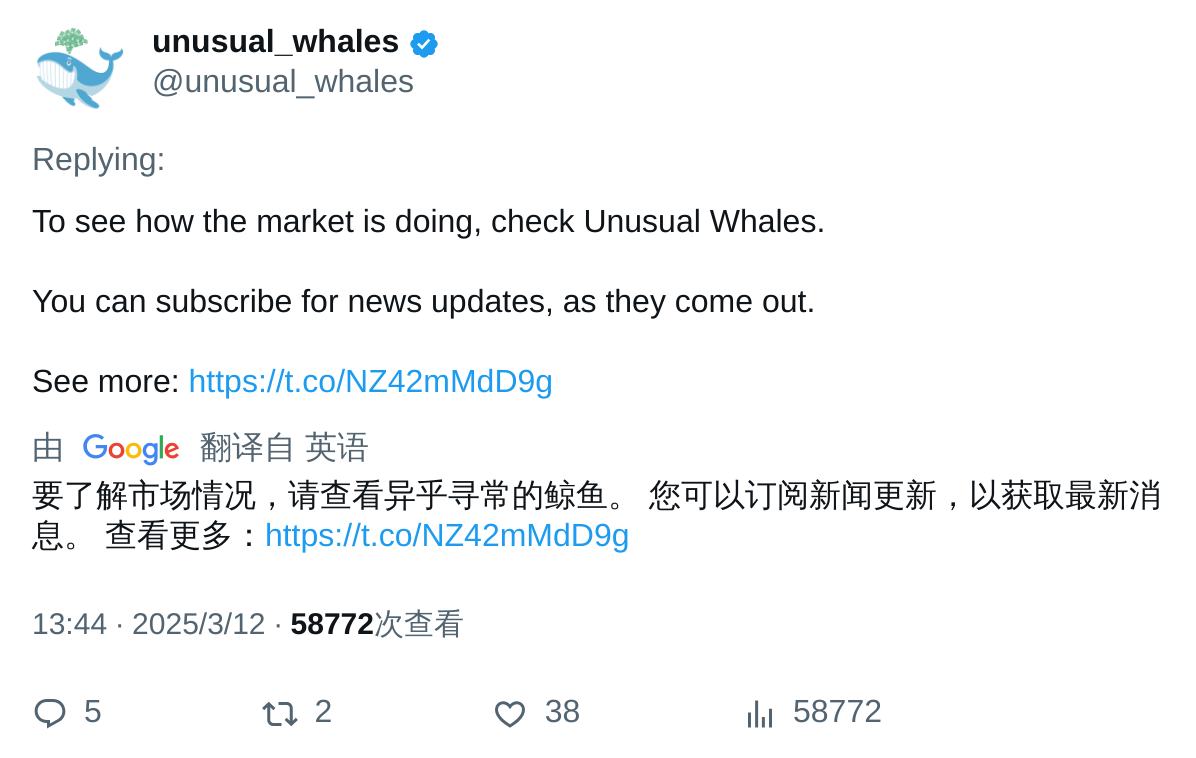 unusual_whales
@unusual_whales
Replying:
To see how the market is doing, check Unusual Whales.
You can subscribe for news updates, as they come out.
See more: https://t.co/NZ42mMdD9g
由 Google 翻译自 英语
要了解市场情况，请查看异乎寻常的鲸鱼。 您可以订阅新闻更新，以获取最新消
息。 查看更多：https://t.co/NZ42mMdD9g
13:44 · 2025/3/12 · 58772次查看
5 2 38 58772